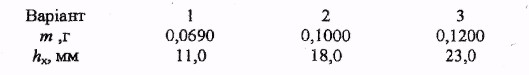 Варіант 1 2 3
m ,г 0,0690 0,1000 0,1200
hₓ, мм 11,0 18,0 23,0